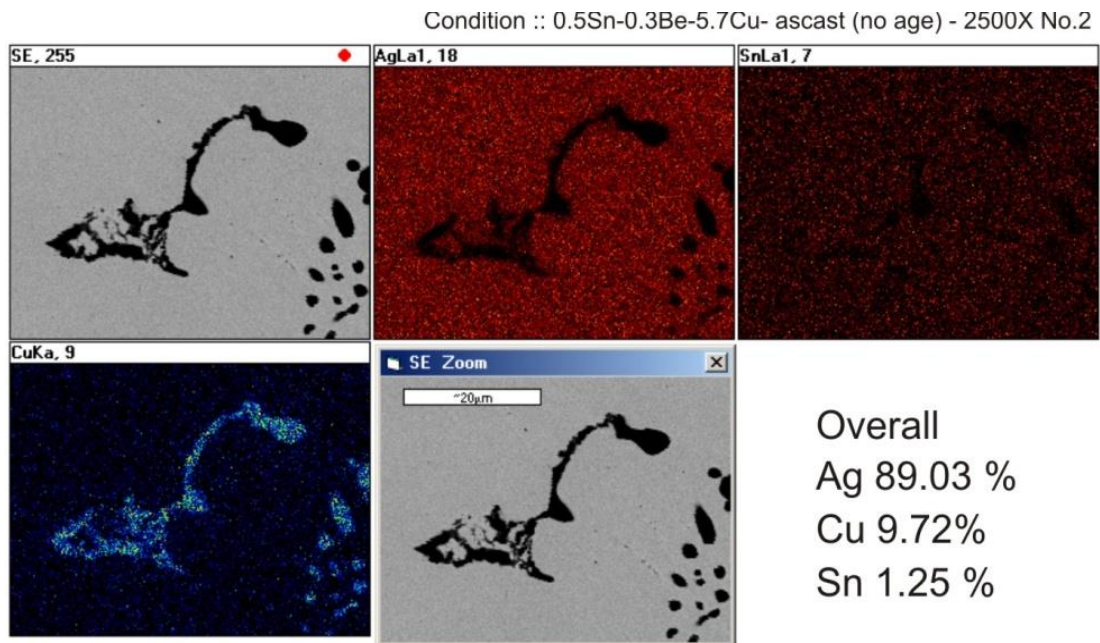 Condition :: 0.5Sn-0.3Be-5.7Cu- ascast (no age) - 2500X No.2
SE, 255
AgLa1, 18
SnLa1, 7
CuKa, 9
SE Zoom
~20µm
Overall
Ag 89.03 %
Cu 9.72%
Sn 1.25 %